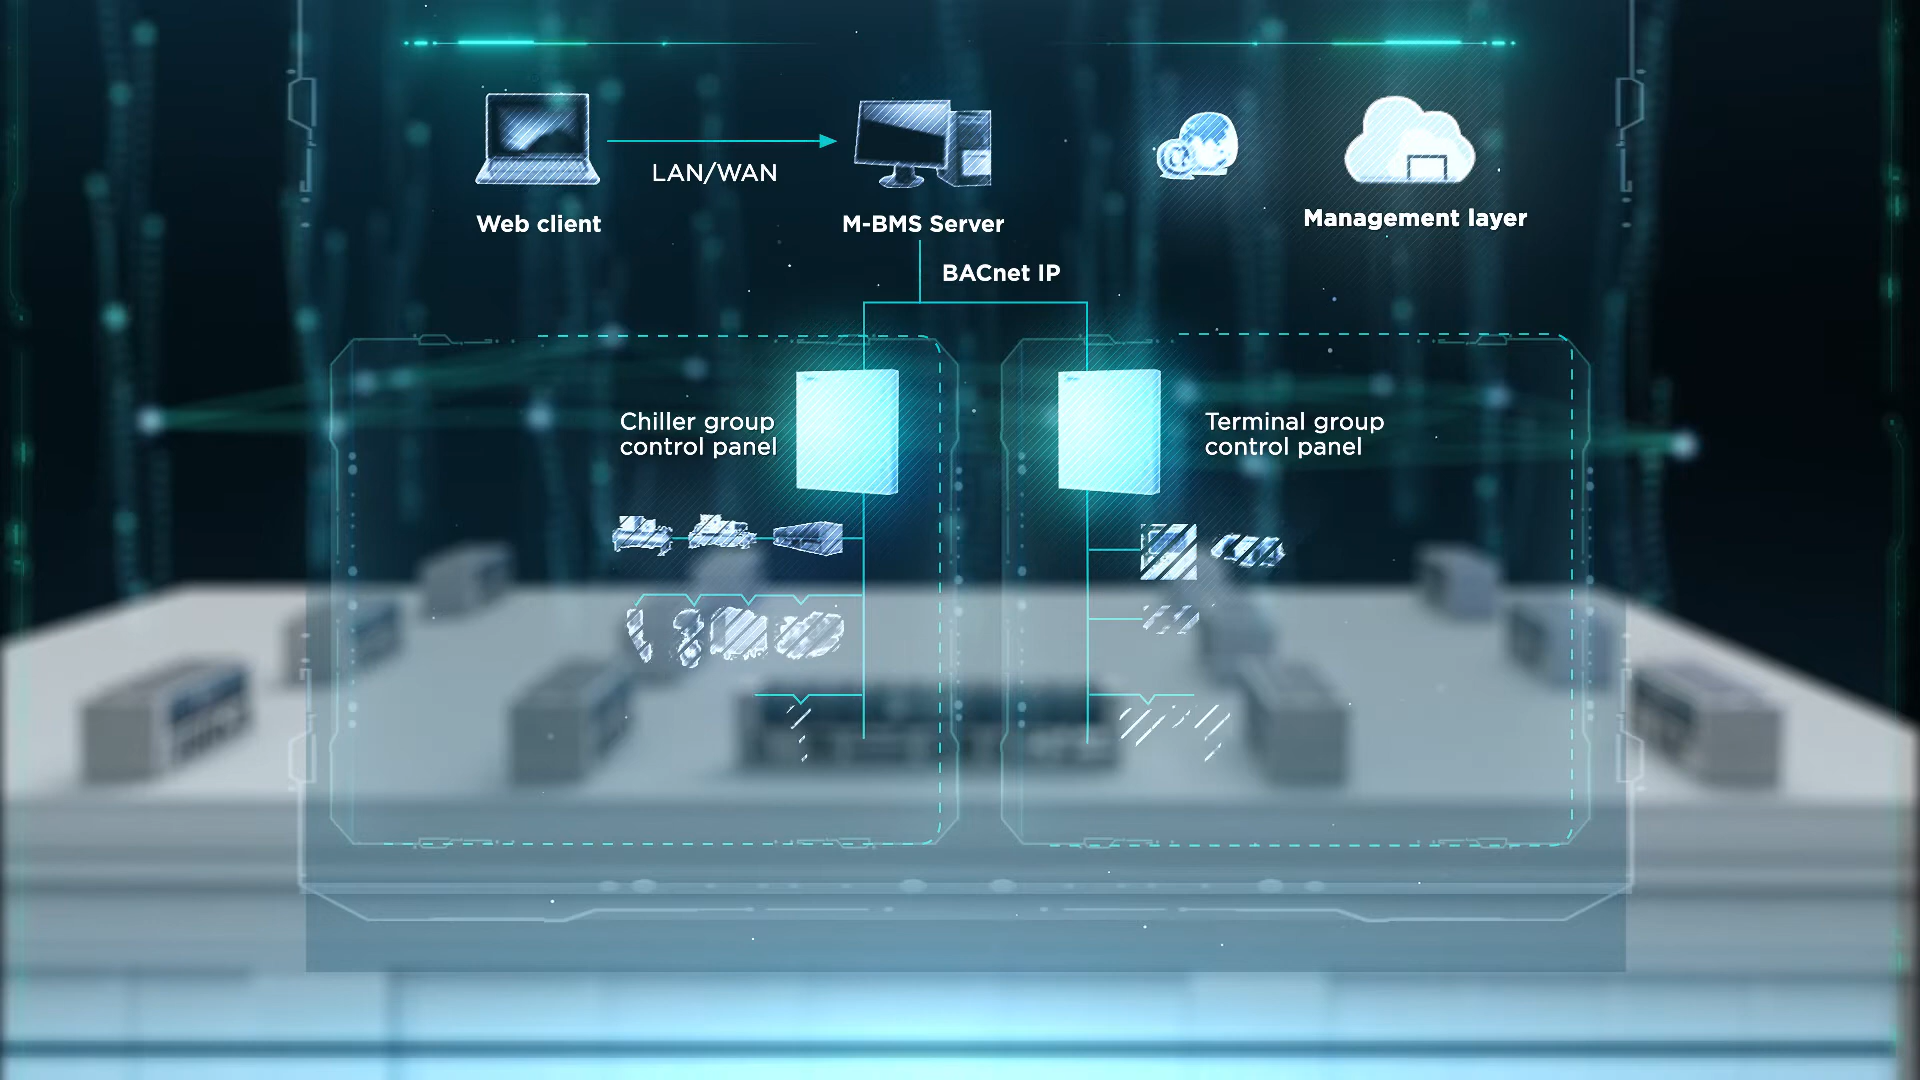 LAN/WAN
Web client
M-BMS Server
Management layer
BACnet IP
Chiller group
control panel
Terminal group
control panel